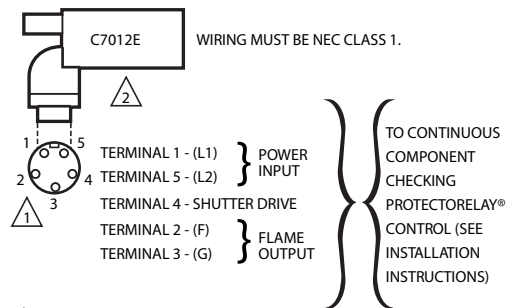 C7012E
WIRING MUST BE NEC CLASS 1.
2
1 5
2 4
3
1
TERMINAL 1 - (L1)
TERMINAL 5 - (L2)
POWER
INPUT
TERMINAL 4 - SHUTTER DRIVE
TERMINAL 2 - (F)
TERMINAL 3 - (G)
FLAME
OUTPUT
TO CONTINUOUS
COMPONENT
CHECKING
PROTECTORELAY®
CONTROL (SEE
INSTALLATION
INSTRUCTIONS)